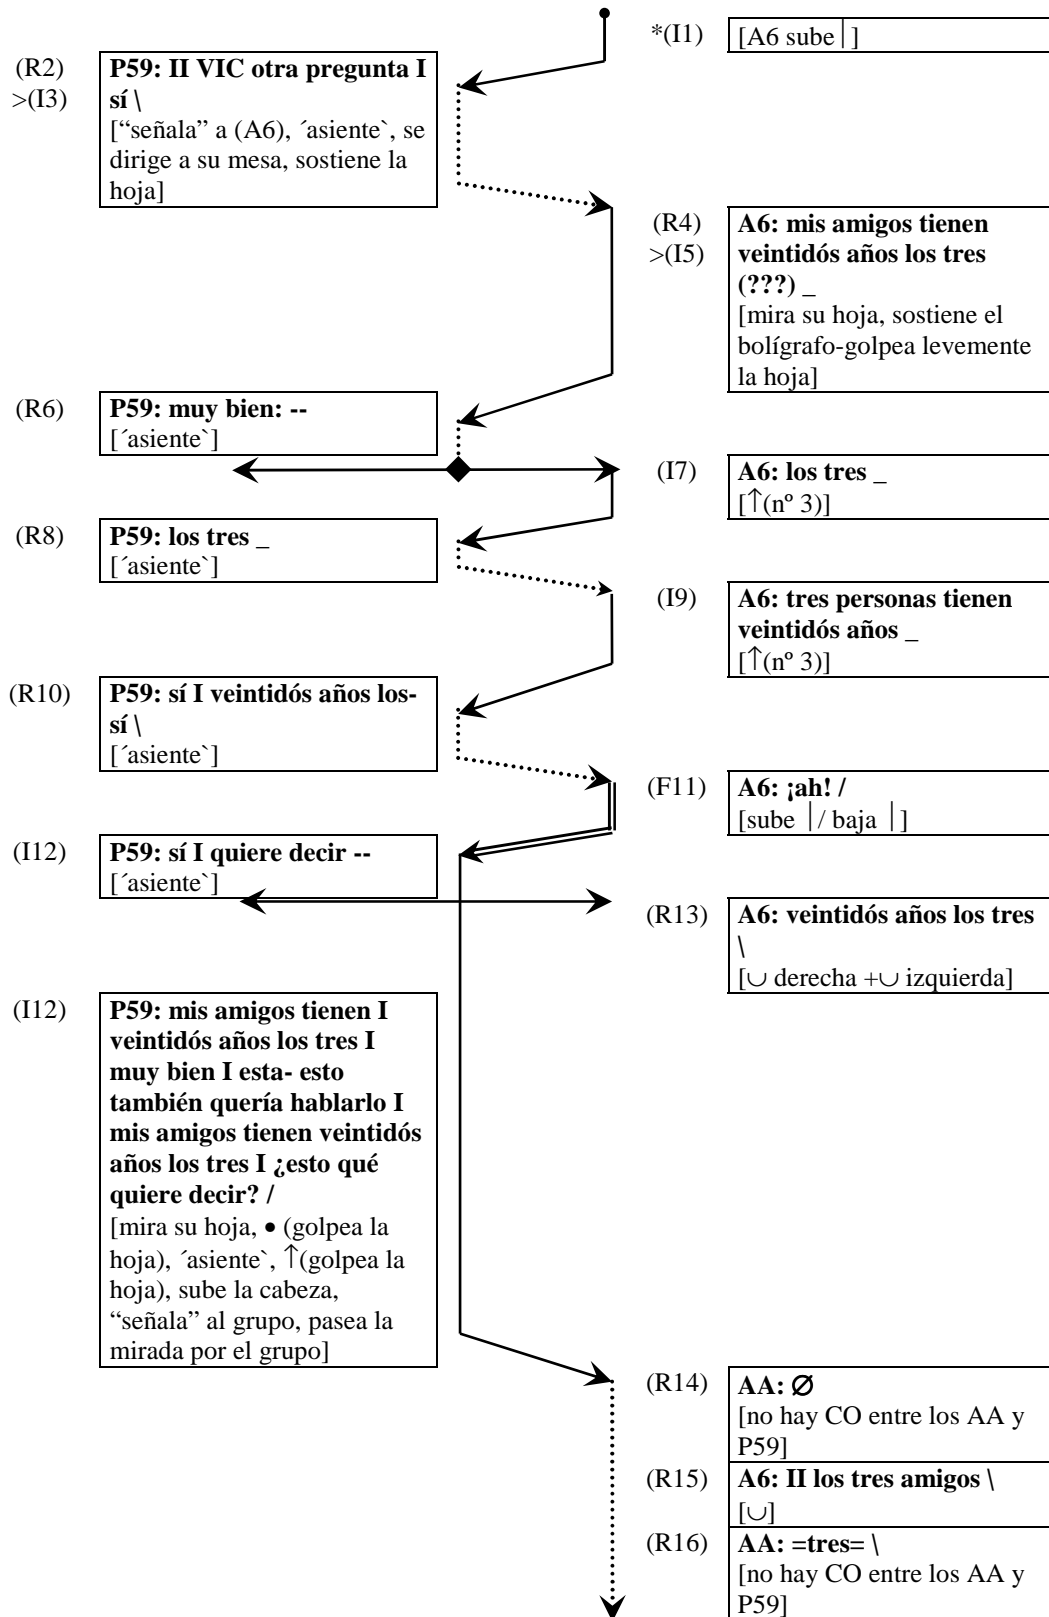 *(I1) [A6 sube│]
(R2) P59: II VIC otra pregunta I
>(I3) sí \
[“señala” a (A6), ´asiente`, se
dirige a su mesa, sostiene la
hoja]
(R4) A6: mis amigos tienen
>(I5) veintidós años los tres
(???) _
[mira su hoja, sostiene el
bolígrafo-golpea levemente
la hoja]
(R6) P59: muy bien: --
[´asiente`]
(I7) A6: los tres _
[↑(nº 3)]
(R8) P59: los tres _
[´asiente`]
(I9) A6: tres personas tienen
veintidós años _
[↑(nº 3)]
(R10) P59: sí I veintidós años los-
sí \
[´asiente`]
(F11) A6: ¡ah! /
[sube │/ baja │]
(I12) P59: sí I quiere decir --
[´asiente`]
(R13) A6: veintidós años los tres
\
[∪ derecha +∪ izquierda]
(I12) P59: mis amigos tienen I
veintidós años los tres I
muy bien I esta- esto
también quería hablarlo I
mis amigos tienen veintidós
años los tres I ¿esto qué
quiere decir? /
[mira su hoja, • (golpea la
hoja), ´asiente`, ↑(golpea la
hoja), sube la cabeza,
“señala” al grupo, pasea la
mirada por el grupo]
(R14) AA: Ø
[no hay CO entre los AA y
P59]
(R15) A6: II los tres amigos \
[∪]
(R16) AA: =tres= \
[no hay CO entre los AA y
P59]